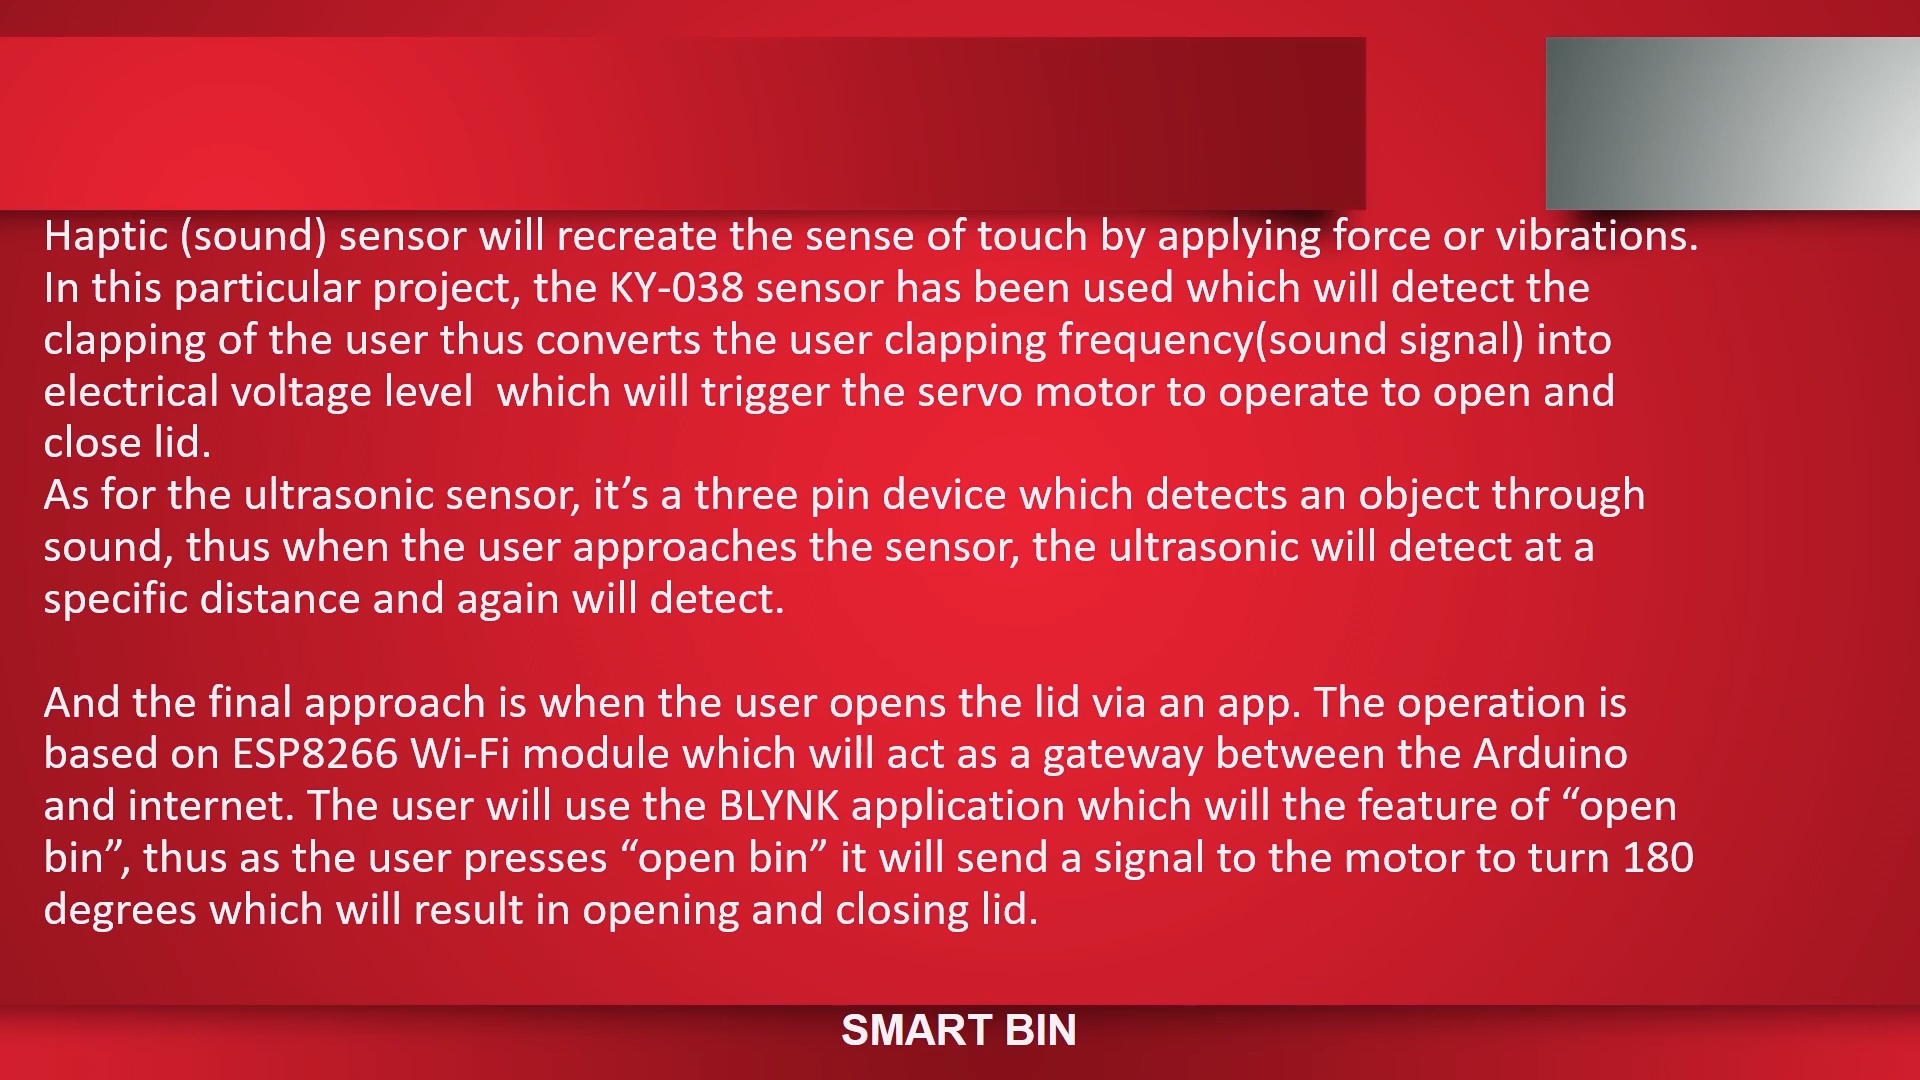 Haptic (sound) sensor will recreate the sense of touch by applying force or vibrations.
In this particular project, the KY-038 sensor has been used which will detect the
clapping of the user thus converts the user clapping frequency(sound signal) into
electrical voltage level  which will trigger the servo motor to operate to open and
close lid.
As for the ultrasonic sensor, it’s a three pin device which detects an object through
sound, thus when the user approaches the sensor, the ultrasonic will detect at a
specific distance and again will detect.
And the final approach is when the user opens the lid via an app. The operation is
based on ESP8266 Wi-Fi module which will act as a gateway between the Arduino
and internet. The user will use the BLYNK application which will the feature of “open
bin”, thus as the user presses “open bin” it will send a signal to the motor to turn 180
degrees which will result in opening and closing lid.
SMART BIN